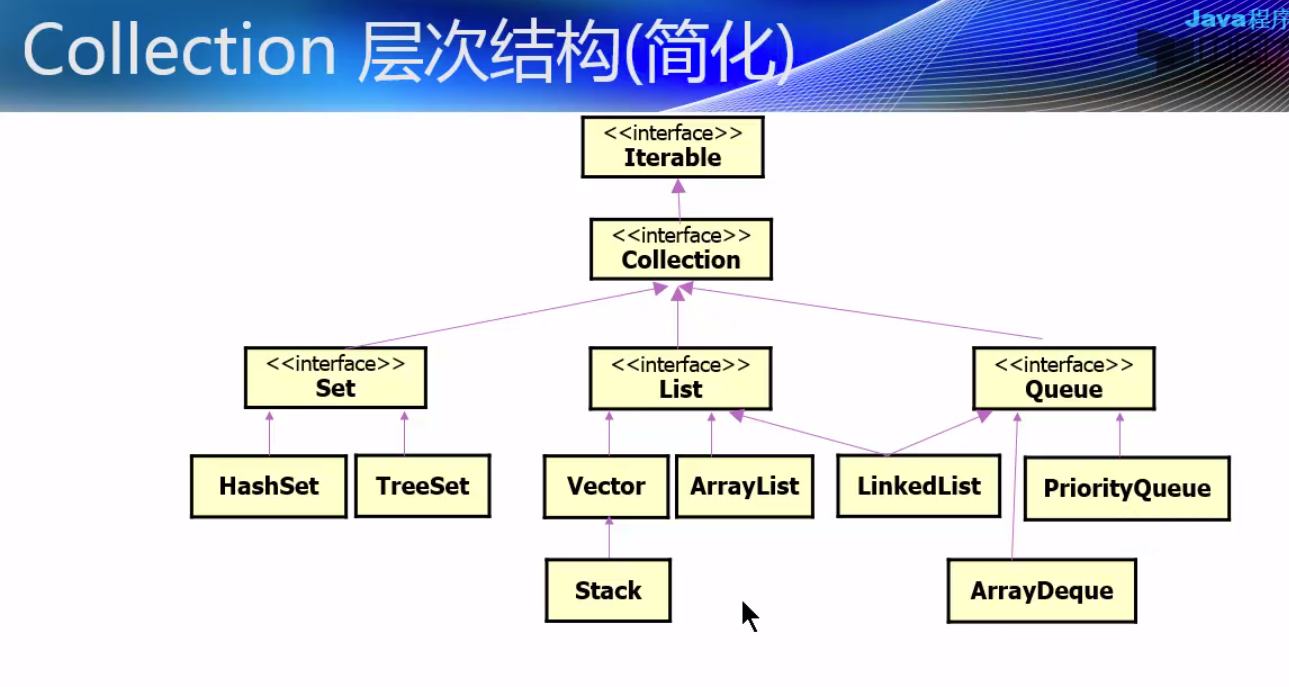 Java程序
Collection 层次结构(简化)
<<interface>>
Iterable
<<interface>>
Collection
<<interface>>
Set
<<interface>>
List
<<interface>>
Queue
HashSet
TreeSet
Vector
ArrayList
LinkedList
PriorityQueue
Stack
ArrayDeque